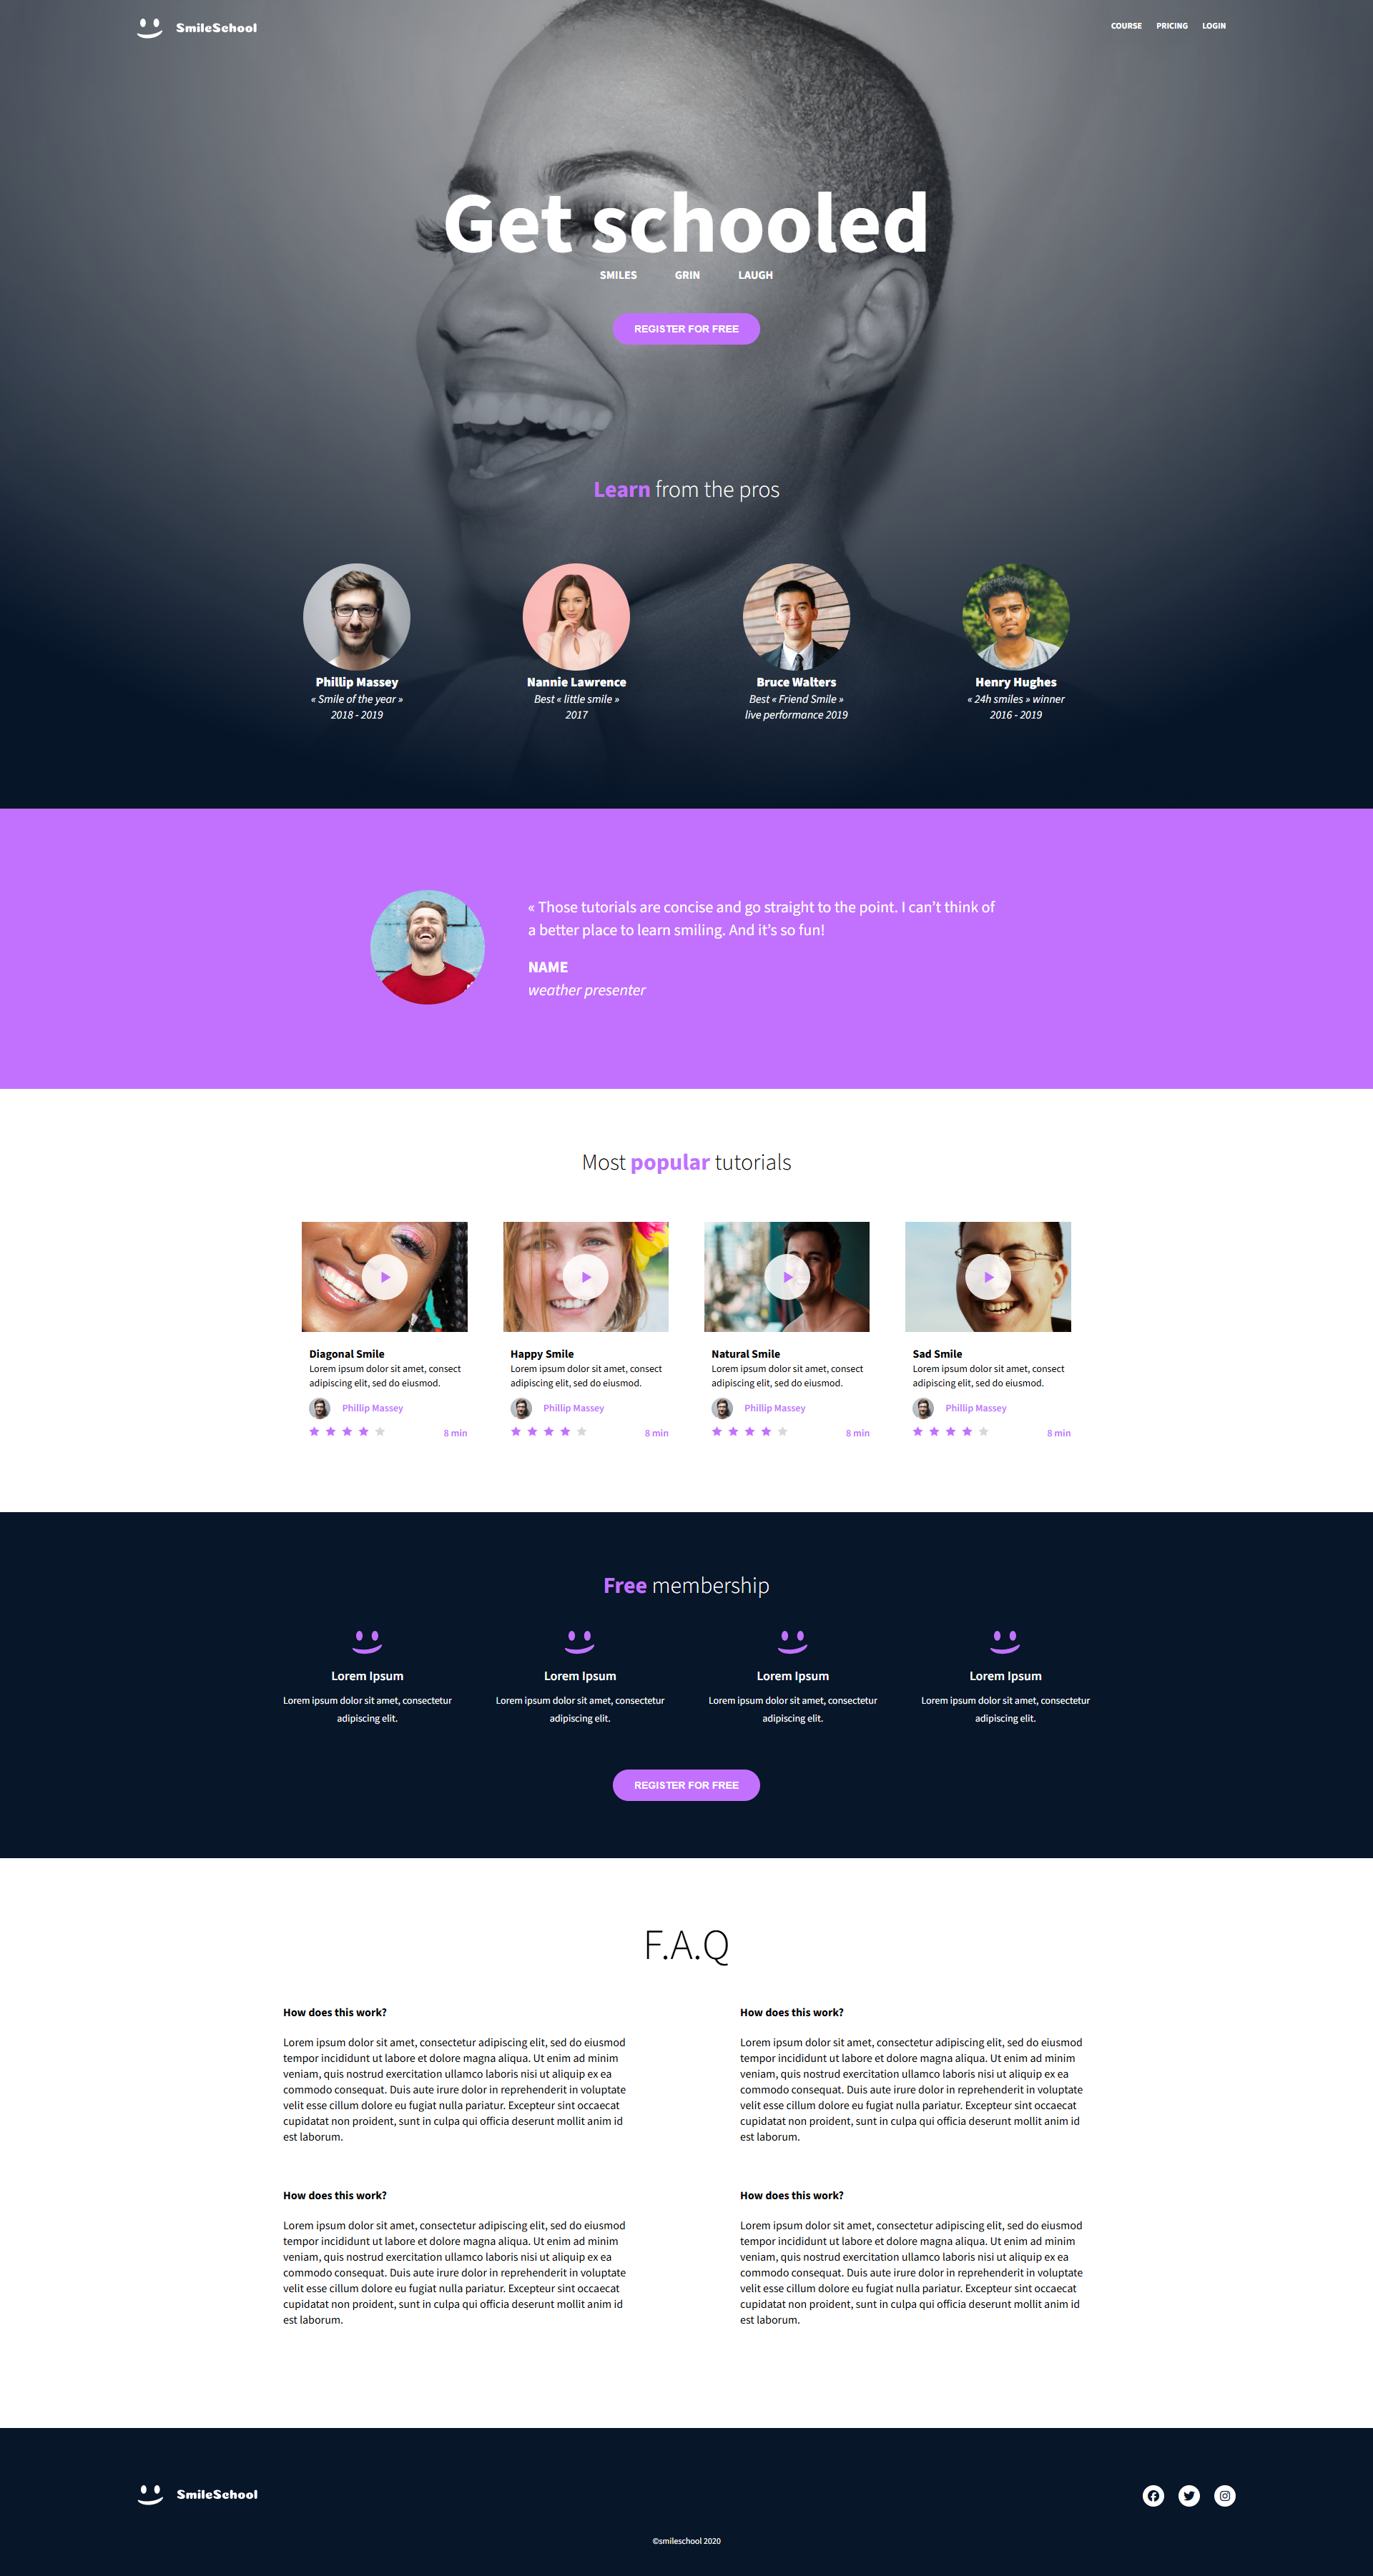 SmileSchool
COURSE PRICING LOGIN
Get schooled
SMILES GRIN LAUGH
REGISTER FOR FREE
Learn from the pros
Phillip Massey
« Smile of the year »
2018 - 2019
Nannie Lawrence
Best « little smile »
2017
Bruce Walters
Best « Friend Smile »
live performance 2019
Henry Hughes
« 24h smiles » winner
2016 - 2019
« Those tutorials are concise and go straight to the point. I can’t think of
a better place to learn smiling. And it’s so fun!
NAME
weather presenter
Most popular tutorials
Diagonal Smile
Lorem ipsum dolor sit amet, consect
adipiscing elit, sed do eiusmod.
Phillip Massey
8 min
Happy Smile
Lorem ipsum dolor sit amet, consect
adipiscing elit, sed do eiusmod.
Phillip Massey
8 min
Natural Smile
Lorem ipsum dolor sit amet, consect
adipiscing elit, sed do eiusmod.
Phillip Massey
8 min
Sad Smile
Lorem ipsum dolor sit amet, consect
adipiscing elit, sed do eiusmod.
Phillip Massey
8 min
Free membership
Lorem Ipsum
Lorem ipsum dolor sit amet, consectetur
adipiscing elit.
Lorem Ipsum
Lorem ipsum dolor sit amet, consectetur
adipiscing elit.
Lorem Ipsum
Lorem ipsum dolor sit amet, consectetur
adipiscing elit.
Lorem Ipsum
Lorem ipsum dolor sit amet, consectetur
adipiscing elit.
REGISTER FOR FREE
F.A.Q
How does this work?
Lorem ipsum dolor sit amet, consectetur adipiscing elit, sed do eiusmod
tempor incididunt ut labore et dolore magna aliqua. Ut enim ad minim
veniam, quis nostrud exercitation ullamco laboris nisi ut aliquip ex ea
commodo consequat. Duis aute irure dolor in reprehenderit in voluptate
velit esse cillum dolore eu fugiat nulla pariatur. Excepteur sint occaecat
cupidatat non proident, sunt in culpa qui officia deserunt mollit anim id
est laborum.
How does this work?
Lorem ipsum dolor sit amet, consectetur adipiscing elit, sed do eiusmod
tempor incididunt ut labore et dolore magna aliqua. Ut enim ad minim
veniam, quis nostrud exercitation ullamco laboris nisi ut aliquip ex ea
commodo consequat. Duis aute irure dolor in reprehenderit in voluptate
velit esse cillum dolore eu fugiat nulla pariatur. Excepteur sint occaecat
cupidatat non proident, sunt in culpa qui officia deserunt mollit anim id
est laborum.
How does this work?
Lorem ipsum dolor sit amet, consectetur adipiscing elit, sed do eiusmod
tempor incididunt ut labore et dolore magna aliqua. Ut enim ad minim
veniam, quis nostrud exercitation ullamco laboris nisi ut aliquip ex ea
commodo consequat. Duis aute irure dolor in reprehenderit in voluptate
velit esse cillum dolore eu fugiat nulla pariatur. Excepteur sint occaecat
cupidatat non proident, sunt in culpa qui officia deserunt mollit anim id
est laborum.
How does this work?
Lorem ipsum dolor sit amet, consectetur adipiscing elit, sed do eiusmod
tempor incididunt ut labore et dolore magna aliqua. Ut enim ad minim
veniam, quis nostrud exercitation ullamco laboris nisi ut aliquip ex ea
commodo consequat. Duis aute irure dolor in reprehenderit in voluptate
velit esse cillum dolore eu fugiat nulla pariatur. Excepteur sint occaecat
cupidatat non proident, sunt in culpa qui officia deserunt mollit anim id
est laborum.
SmileSchool
©smileschool 2020